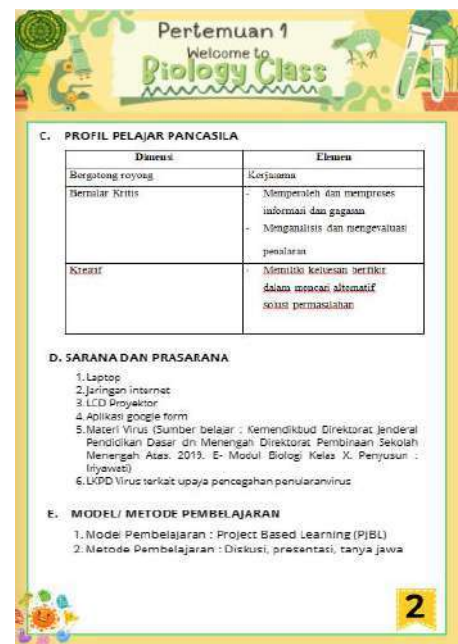 Pertemuan 1
Welcome to
Biology Class
C. PROFIL PELAJAR PANCASILA
Dimensi Elemen
Bergotong royong Kerjasama
Bernalar Kritis - Memperoleh dan memproses
informasi dan gagasan
- Menganalisis dan mengevaluasi
penalaran
Kreatif - Memiliki keluesan berfikir
dalam mencari alternatif
solusi permasalahan
D. SARANA DAN PRASARANA
1. Laptop
2. Jaringan internet
3. LCD Proyektor
4. Aplikasi google form
5. Materi Virus (Sumber belajar : Kemendikbud Direktorat Jenderal
Pendidikan Dasar dn Menengah Direktorat Pembinaan Sekolah
Menengah Atas. 2019. E- Modul Biologi Kelas X. Penyusun :
Iriyawati)
6. LKPD Virus terkait upaya pencegahan penularanvirus
E. MODEL/ METODE PEMBELAJARAN
1. Model Pembelajaran : Project Based Learning (PJBL)
2. Metode Pembelajaran : Diskusi, presentasi, tanya jawa
2